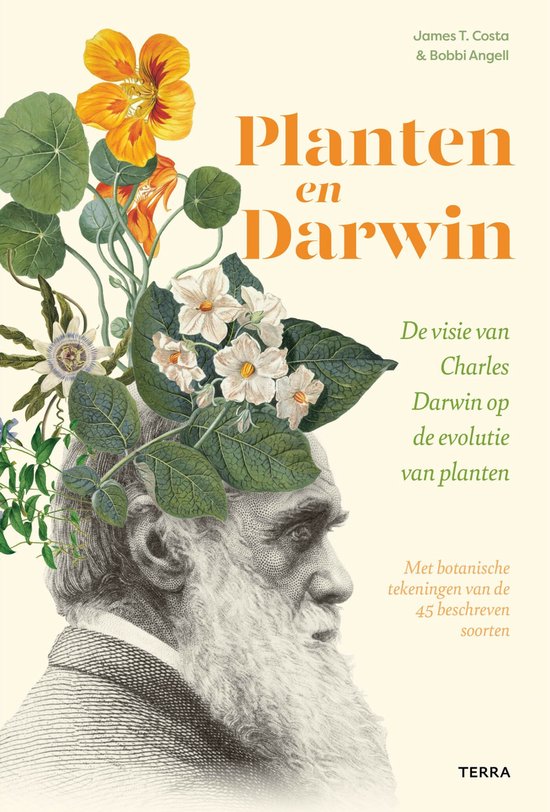 James T. Costa
& Bobbi Angell
Planten
en
Darwin
De visie van
Charles
Darwin op
de evolutie
van planten
Met botanische
tekeningen van de
45 beschreven
soorten
TERRA